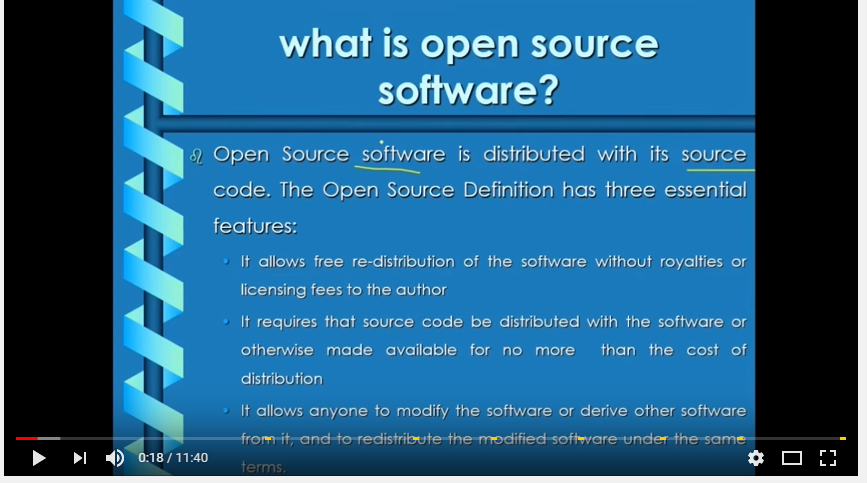 what is open source
software?
Open Source software is distributed with its source
code. The Open Source Definition has three essential
features:
• It allows free re-distribution of the software without royalties or
licensing fees to the author
• It requires that source code be distributed with the software or
otherwise made available for no more than the cost of
distribution
• It allows anyone to modify the software or derive other software
from it, and to redistribute the modified software under the same
terms.
0:18 / 11:40